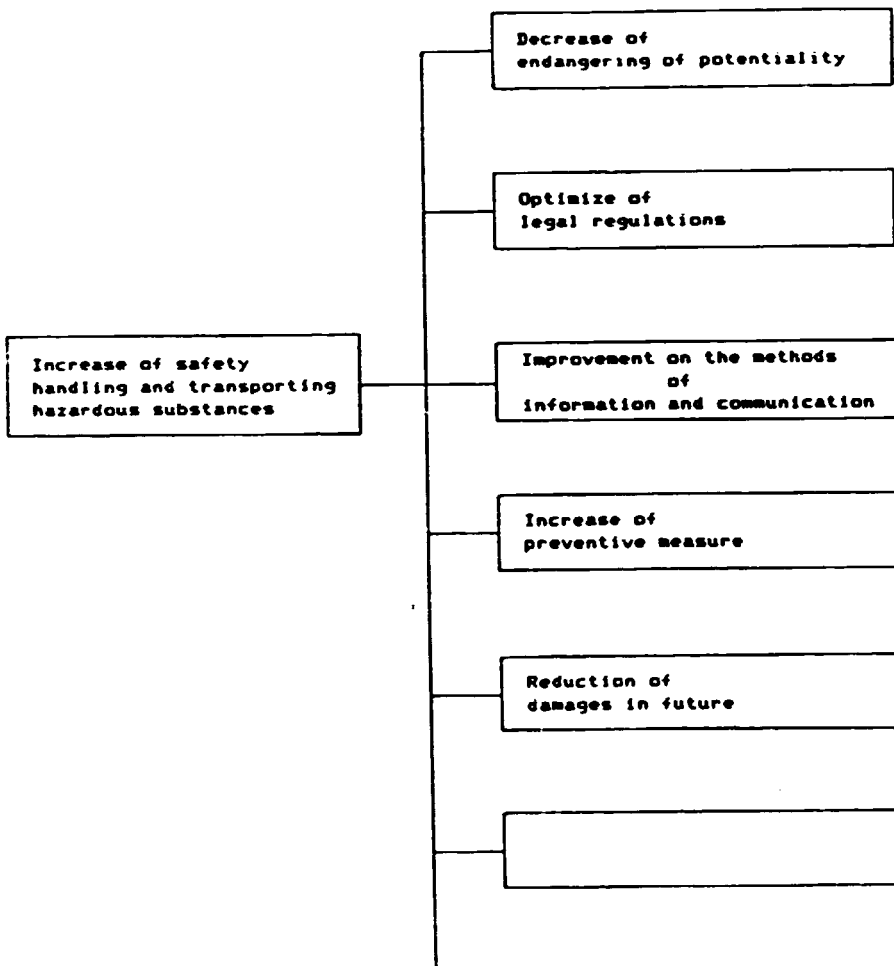 Decrease of
endangering of potentiality
Optimize of
legal regulations
Increase of safety
handling and transporting
hazardous substances
Improvement on the methods
of
information and communication
Increase of
preventive measure
Reduction of
damages in future